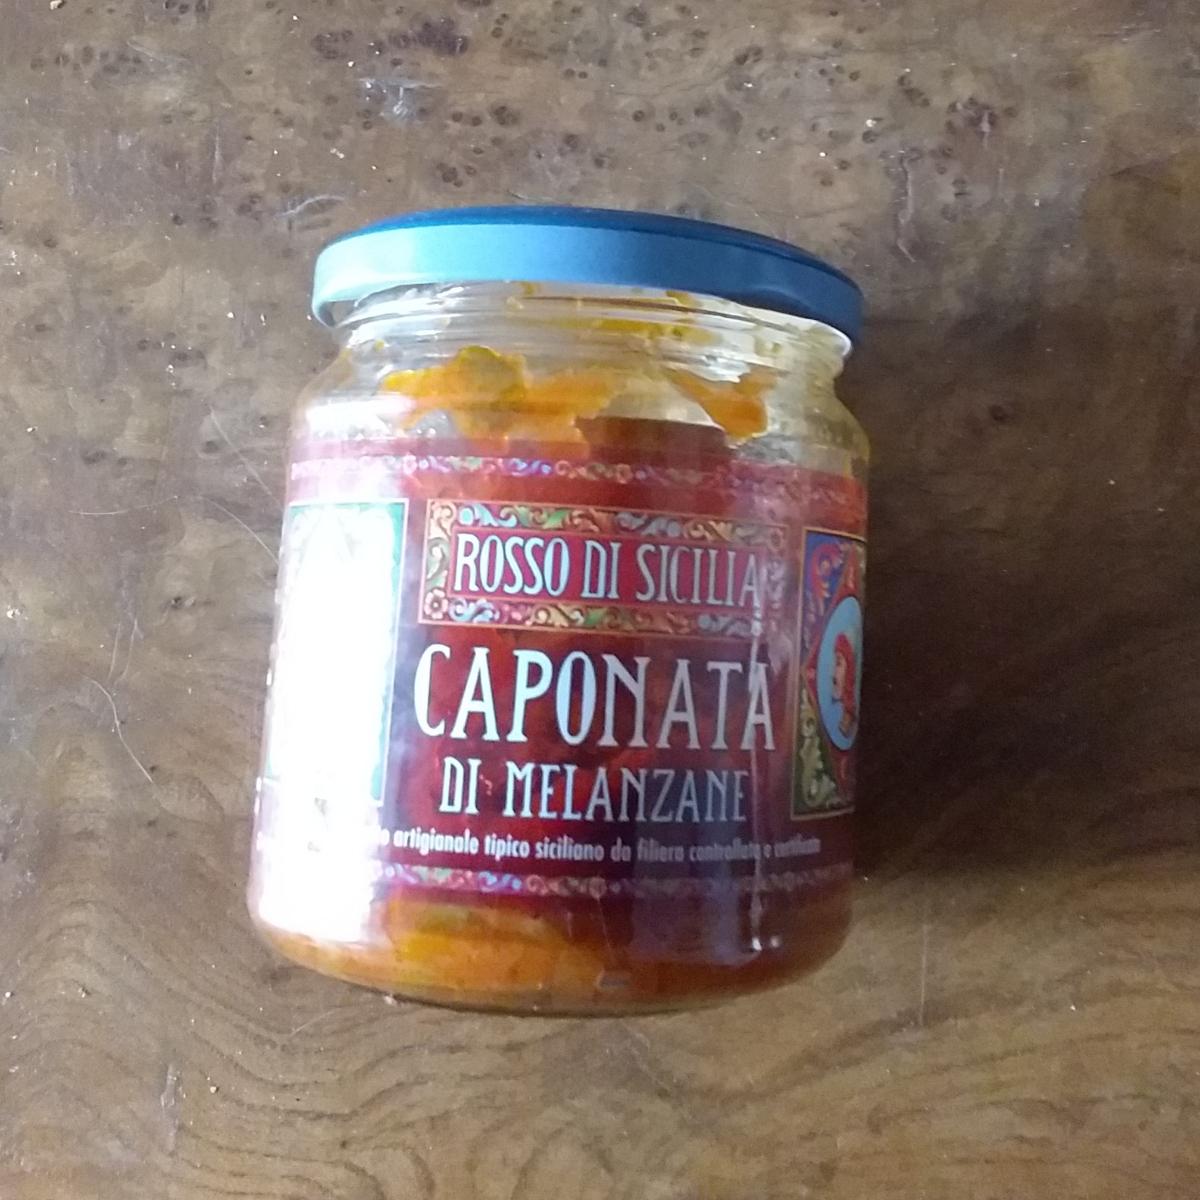 ROSSO DI SICILIA
CAPONATA
DI MELANZANE
artigianale tipico siciliano da filiera controllata e certificata